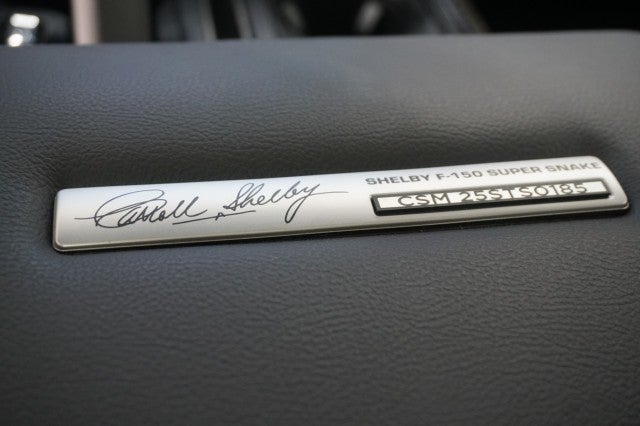 Carroll Shelby
SHELBY F-150 SUPER SNAKE
CSM 25STS0185